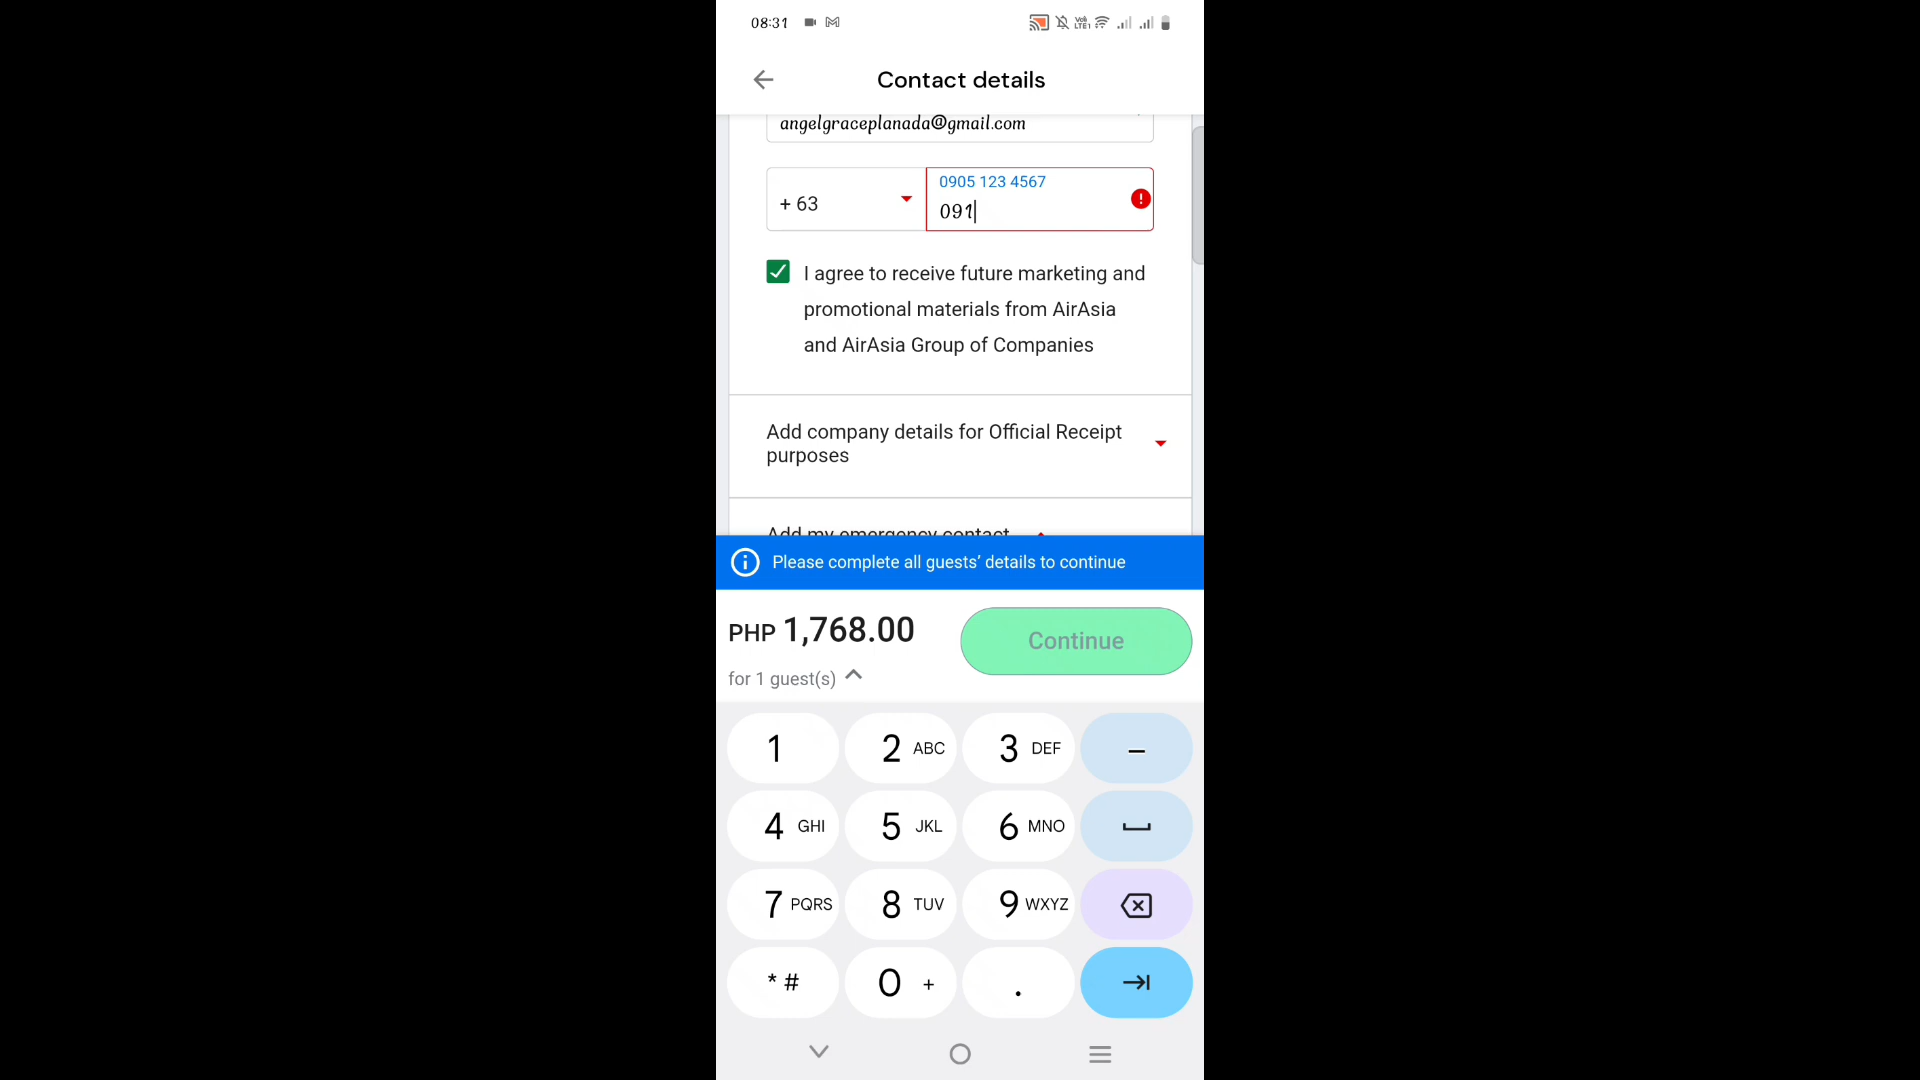 08:31
Contact details
angelgraceplanada@gmail.com
+ 63
0905 123 4567
091
I agree to receive future marketing and
promotional materials from AirAsia
and AirAsia Group of Companies
Add company details for Official Receipt
purposes
Add my emergency contact
Please complete all guests' details to continue
PHP 1,768.00
Continue
for 1 guest(s)
1
2 ABC
3 DEF
–
4 GHI
5 JKL
6 MNO
7 PQRS
8 TUV
9 WXYZ
* #
0 +
.